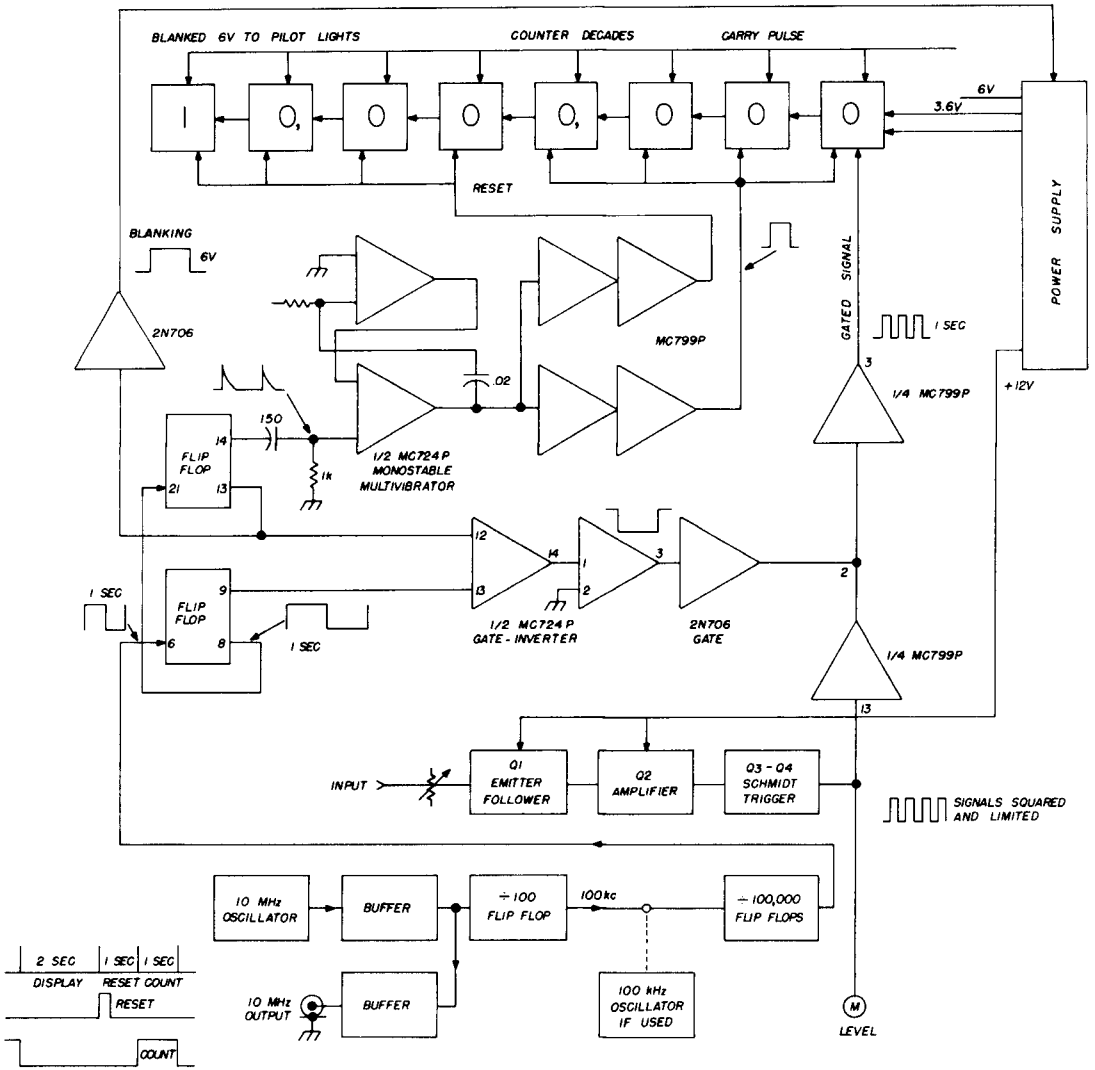 BLANKED 6V TO PILOT LIGHTS
COUNTER DECADES
CARRY PULSE
1
0,
0
0
0,
0
0
0
6V
3.6V
POWER SUPPLY
RESET
BLANKING
6V
2N706
MC799P
GATED SIGNAL
1 SEC
3
1/4 MC799P
+12V
.02
150
14
FLIP
FLOP
21
13
1k
1/2 MC724P
MONOSTABLE
MULTIVIBRATOR
12
13
14
1
2
3
2
1/2 MC724P
GATE-INVERTER
2N706
GATE
1/4 MC799P
13
1 SEC
FLIP
FLOP
9
6
8
1 SEC
INPUT
Q1
EMITTER
FOLLOWER
Q2
AMPLIFIER
Q3-Q4
SCHMIDT
TRIGGER
SIGNALS SQUARED
AND LIMITED
10 MHz
OSCILLATOR
BUFFER
÷100
FLIP FLOP
100kc
÷100,000
FLIP FLOPS
10 MHz
OUTPUT
BUFFER
100 kHz
OSCILLATOR
IF USED
M
LEVEL
2 SEC
1 SEC
1 SEC
DISPLAY
RESET
COUNT
RESET
COUNT